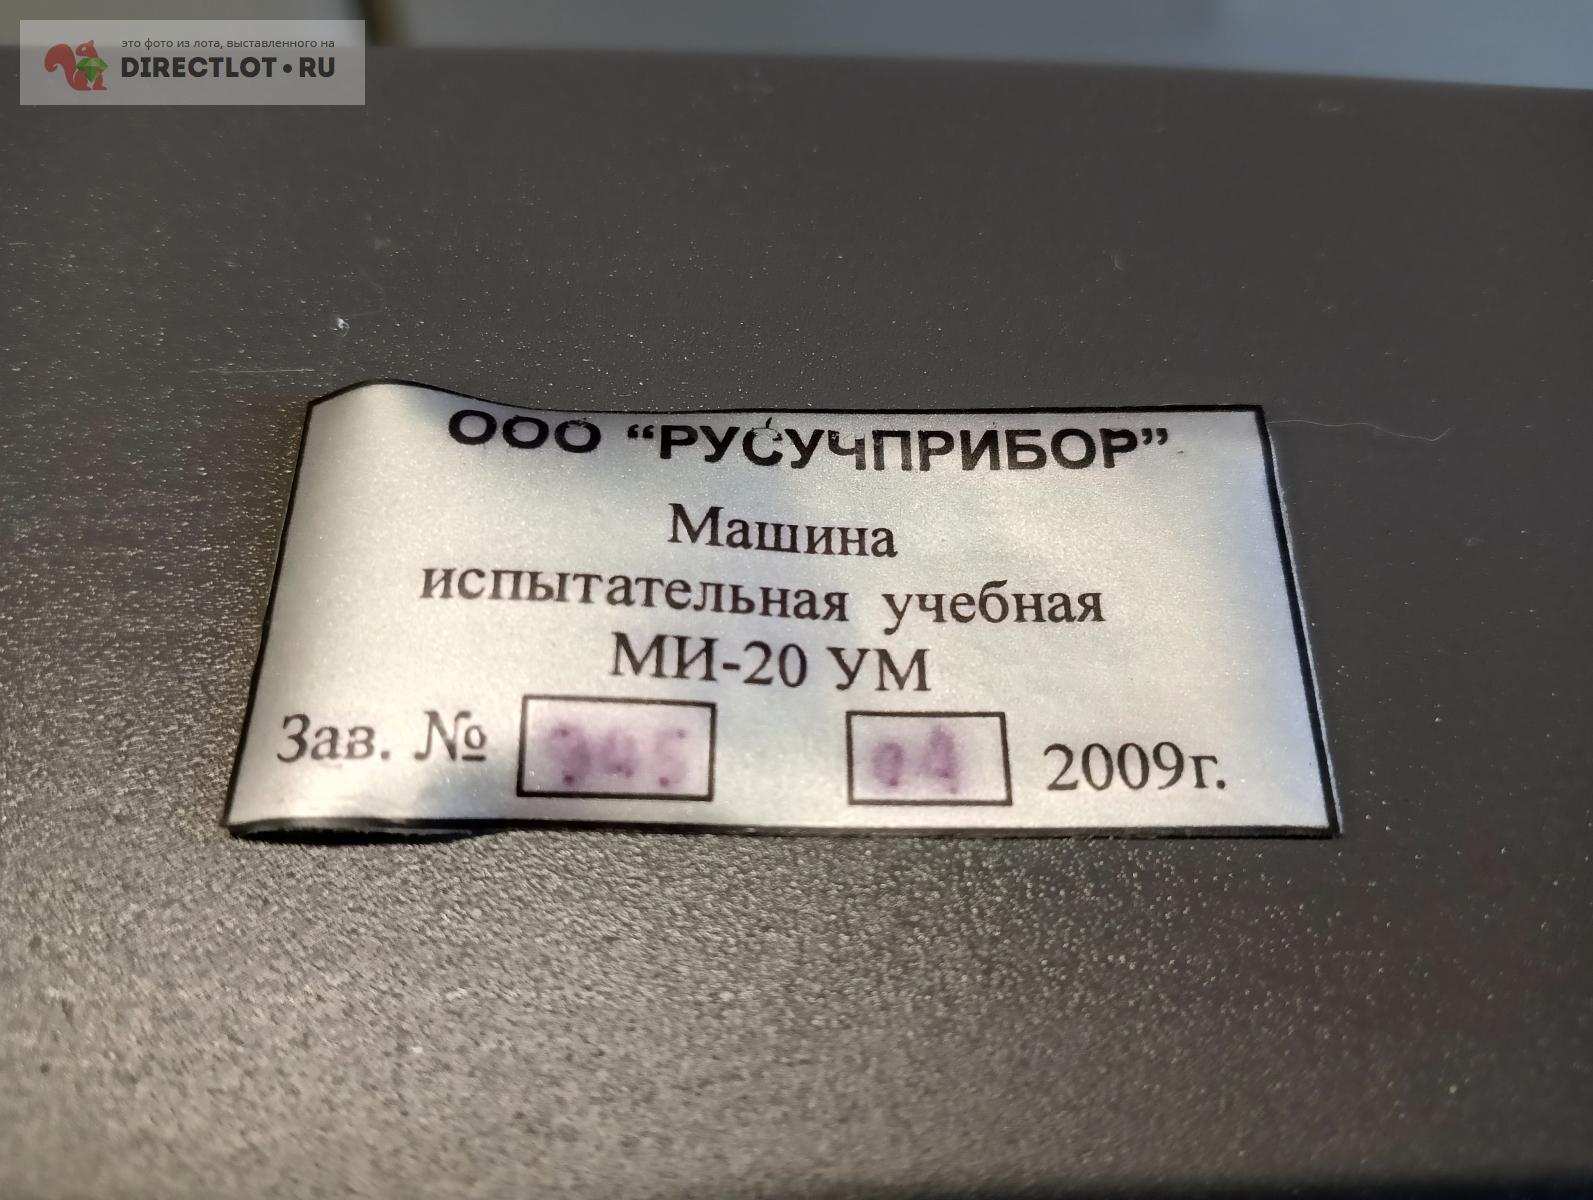 это фото из лота, выставленного на
DIRECTLOT•RU
ООО “РУСУЧПРИБОР”
Машина
испытательная учебная
МИ-20 УМ
Зав. № 04 2009г.